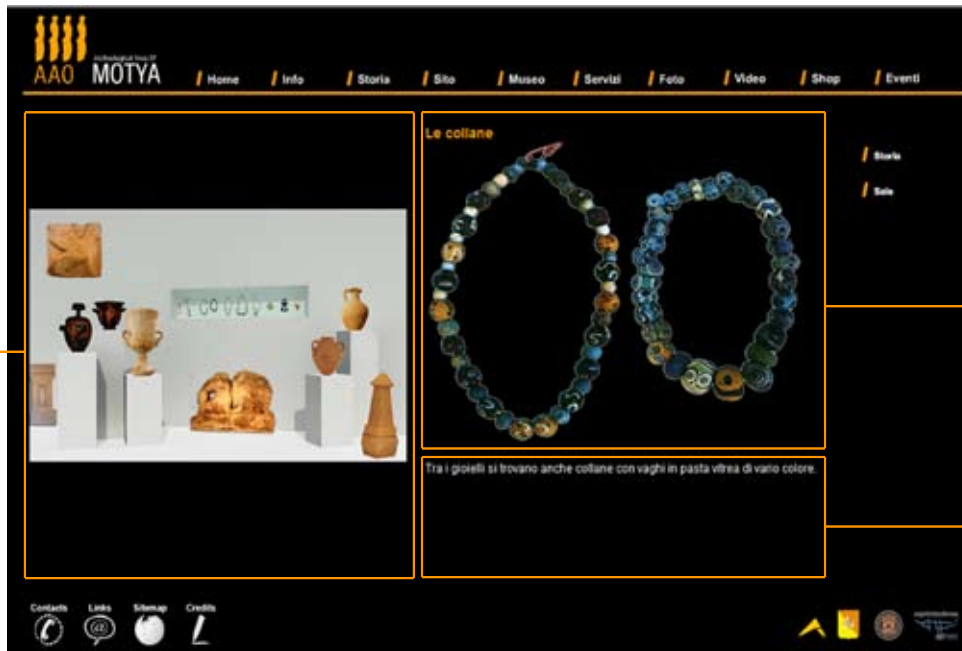 AAO MOTYA
Home
Info
Storia
Sito
Museo
Servizi
Foto
Video
Shop
Eventi
Le collane
Storia
Sale
Tra i gioielli si trovano anche collane con vaghi in pasta vitrea di vario colore.
Contacts
Links
Sitemap
Credits